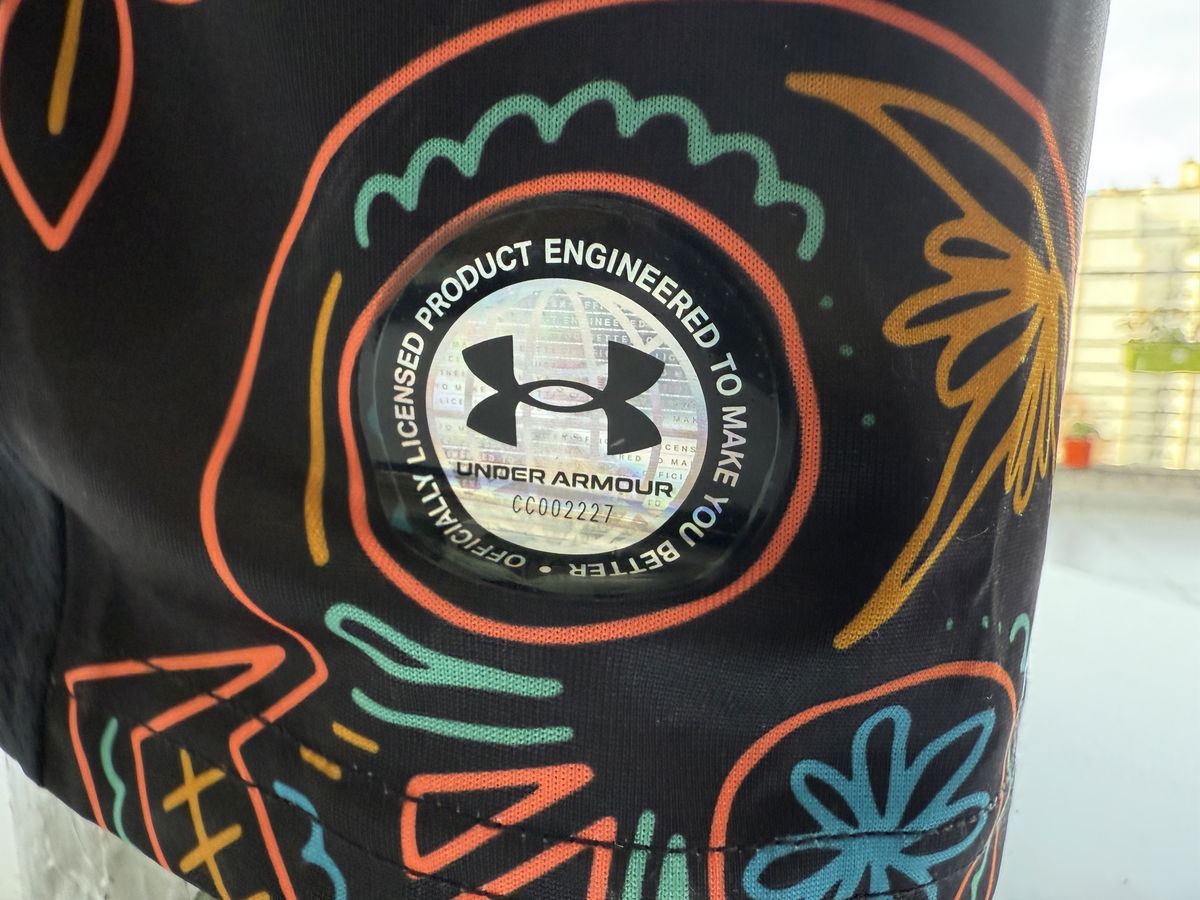 OFFICIALLY LICENSED PRODUCT ENGINEERED TO MAKE YOU BETTER •
UNDER ARMOUR
CC002227